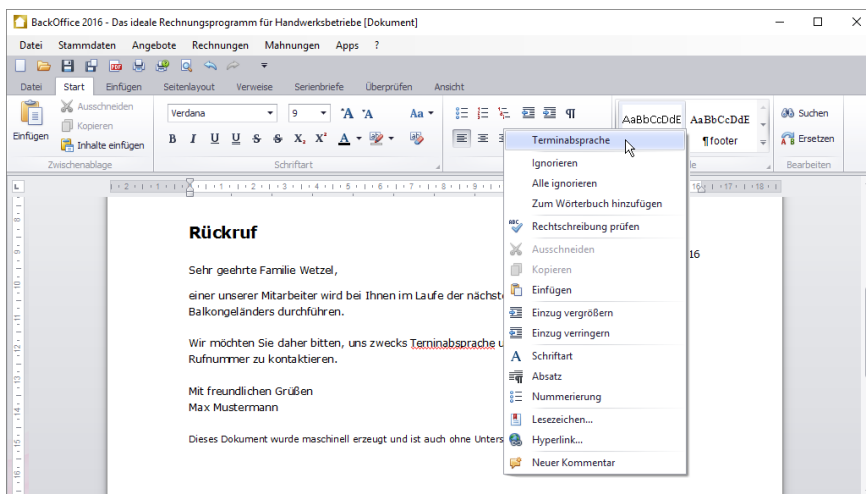 BackOffice 2016 - Das ideale Rechnungsprogramm für Handwerksbetriebe [Dokument]
Datei Stammdaten Angebote Rechnungen Mahnungen Apps ?
Datei Start Einfügen Seitenlayout Verweise Serienbriefe Überprüfen Ansicht
Einfügen
Ausschneiden
Kopieren
Inhalte einfügen
Zwischenablage
Verdana 9
Schriftart
AaBbCcDdE AaBbCcDdE
¶ footer
Suchen
Ersetzen
Bearbeiten
Terminabsprache
Ignorieren
Alle ignorieren
Zum Wörterbuch hinzufügen
Rechtschreibung prüfen
Ausschneiden
Kopieren
Einfügen
Einzug vergrößern
Einzug verringern
Schriftart
Absatz
Nummerierung
Lesezeichen...
Hyperlink...
Neuer Kommentar
Rückruf
16
Sehr geehrte Familie Wetzel,
einer unserer Mitarbeiter wird bei Ihnen im Laufe der nächst
Balkongeländers durchführen.
Wir möchten Sie daher bitten, uns zwecks Terninabsprache u
Rufnummer zu kontaktieren.
Mit freundlichen Grüßen
Max Mustermann
Dieses Dokument wurde maschinell erzeugt und ist auch ohne Unters